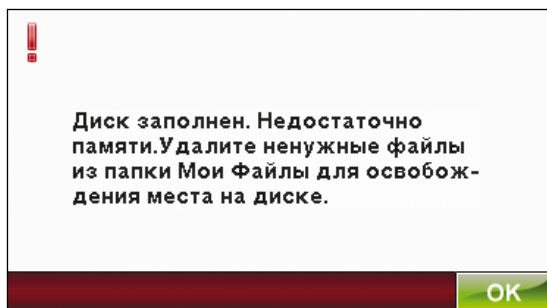 Диск заполнен. Недостаточно
памяти.Удалите ненужные файлы
из папки Мои Файлы для освобож-
дения места на диске.
OK